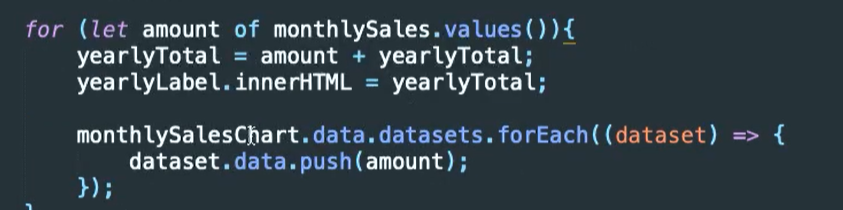 for (let amount of monthlySales.values()){
yearlyTotal = amount + yearlyTotal;
yearlyLabel.innerHTML = yearlyTotal;
monthlySalesChart.data.datasets.forEach((dataset) => {
dataset.data.push(amount);
});